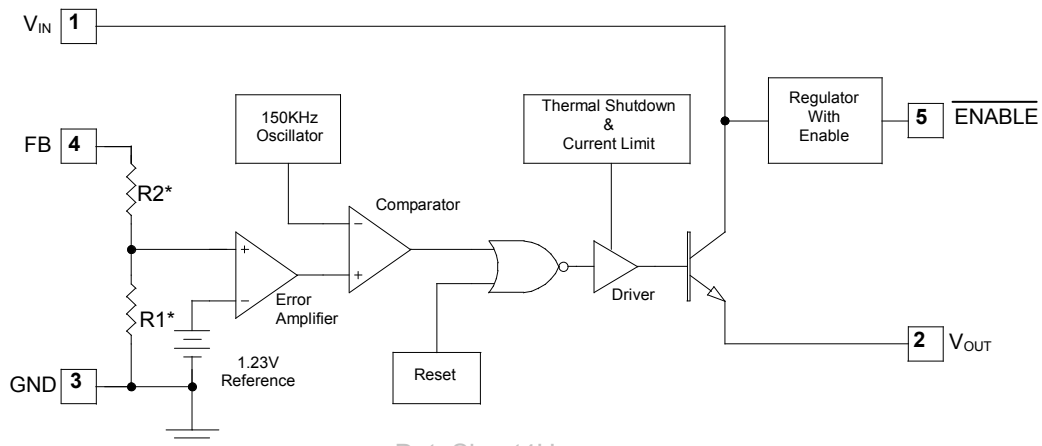 VIN 1
150KHz
Oscillator
Thermal Shutdown
&
Current Limit
Regulator
With
Enable
5 ENABLE
FB 4
R2*
Comparator
−
+
+
−
Error
Amplifier
Driver
R1*
1.23V
Reference
Reset
2 VOUT
GND 3